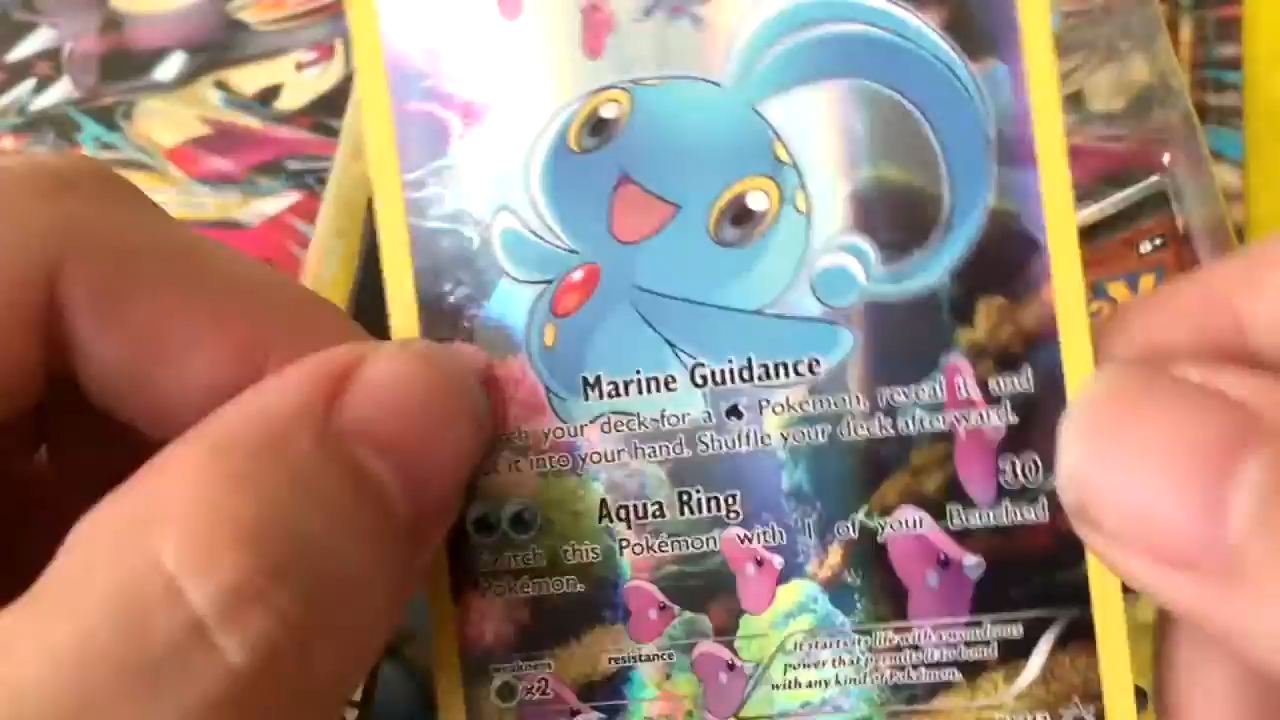 Marine Guidance
your deck for a Pokémon, reveal it and
it into your hand. Shuffle your deck afterward.
Aqua Ring 30
this Pokémon with 1 of your Benched
Pokémon.
weakness
×2
resistance
It starts its life with a wondrous
power that permits it to bond
with any kind of Pokémon.